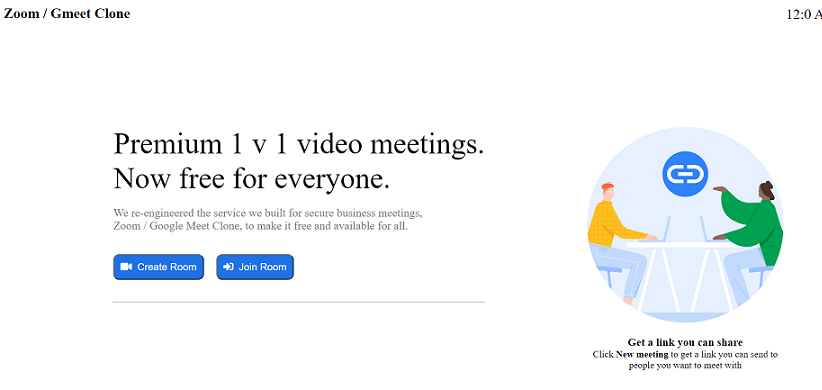 Zoom / Gmeet Clone
12:0 A
Premium 1 v 1 video meetings.
Now free for everyone.
We re-engineered the service we built for secure business meetings,
Zoom / Google Meet Clone, to make it free and available for all.
Create Room
Join Room
Get a link you can share
Click New meeting to get a link you can send to
people you want to meet with